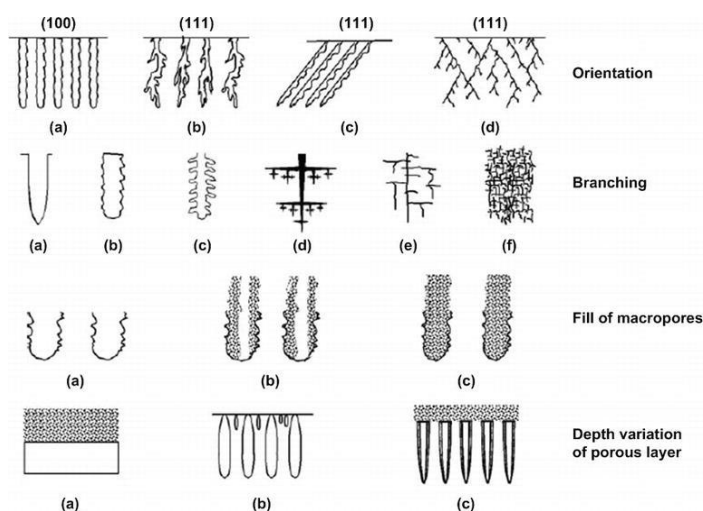 (100) (111) (111) (111)
Orientation
(a) (b) (c) (d)
Branching
(a) (b) (c) (d) (e) (f)
Fill of macropores
(a) (b) (c)
Depth variation
of porous layer
(a) (b) (c)